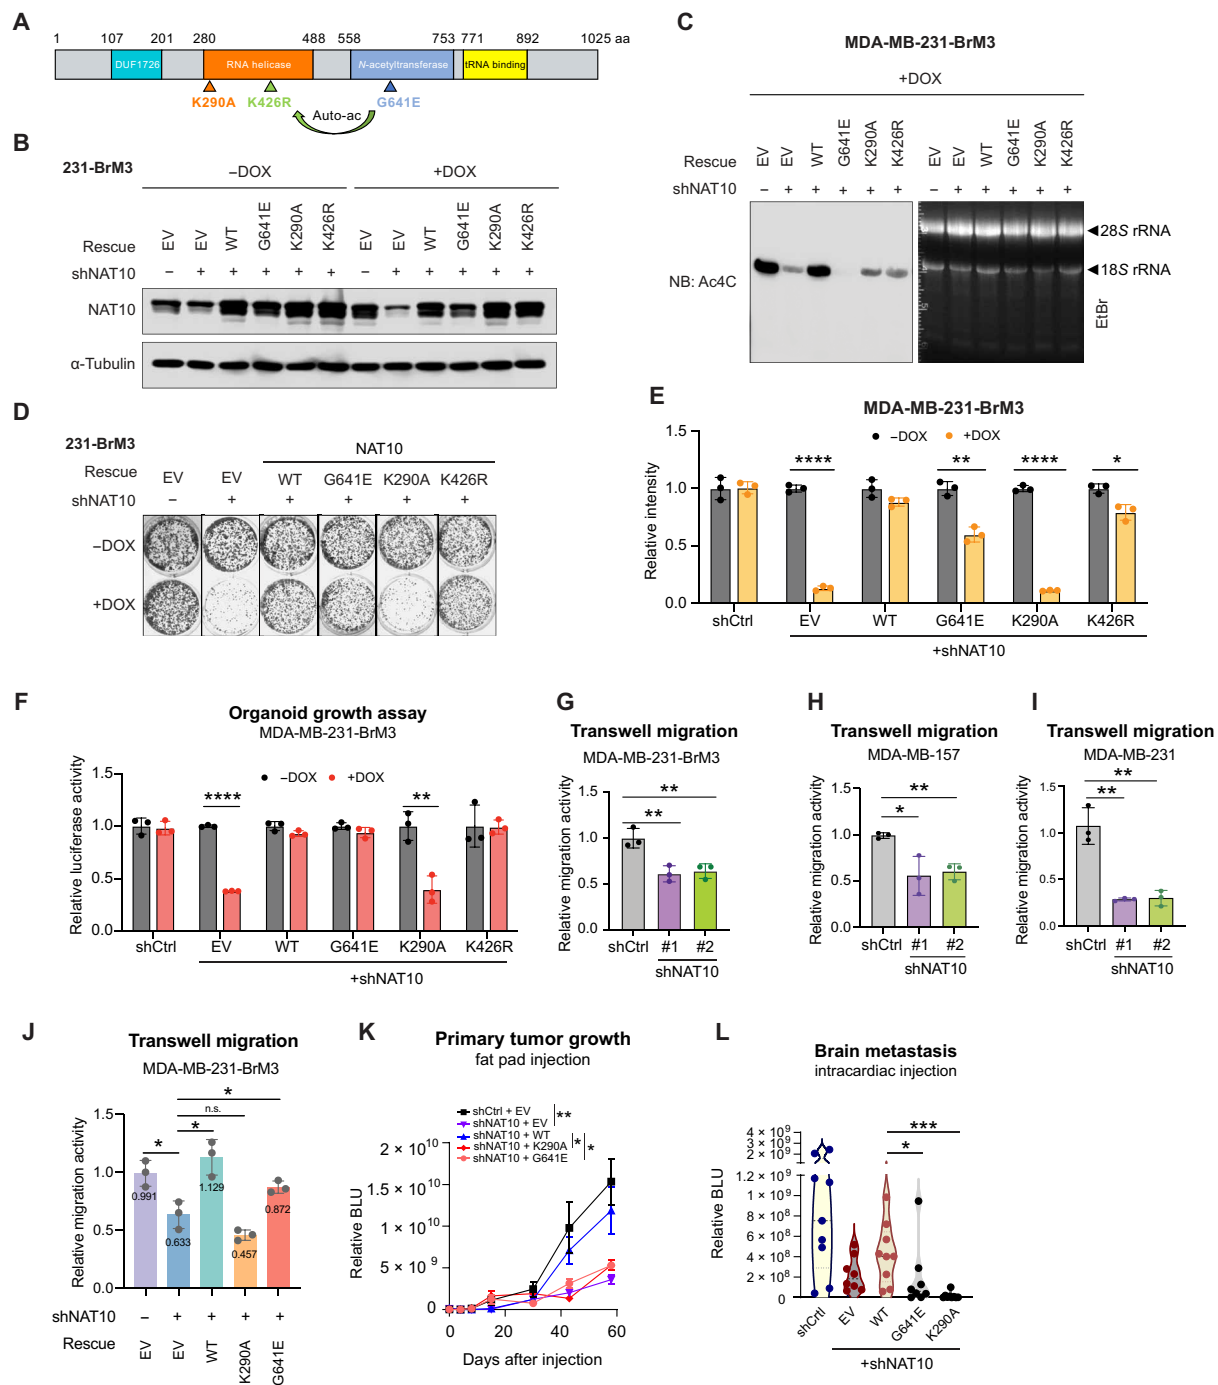 A
1 107 201 280 488 558 753 771 892 1025 aa
DUF1726 RNA helicase N-acetyltransferase tRNA binding
K290A K426R G641E
Auto-ac
B
231-BrM3
–DOX +DOX
Rescue EV EV WT G641E K290A K426R EV EV WT G641E K290A K426R
shNAT10 – + + + + + – + + + + +
NAT10
α-Tubulin
C
MDA-MB-231-BrM3
+DOX
Rescue EV EV WT G641E K290A K426R EV EV WT G641E K290A K426R
shNAT10 – + + + + + – + + + + +
NB: Ac4C
28S rRNA
18S rRNA
EtBr
D
231-BrM3
NAT10
Rescue EV EV WT G641E K290A K426R
shNAT10 – + + + + +
–DOX
+DOX
E
MDA-MB-231-BrM3
–DOX +DOX
**** ** **** *
Relative intensity
1.5
1.0
0.5
0.0
shCtrl EV WT G641E K290A K426R
+shNAT10
F
Organoid growth assay
MDA-MB-231-BrM3
–DOX +DOX
**** **
Relative luciferase activity
1.5
1.0
0.5
0.0
shCtrl EV WT G641E K290A K426R
+shNAT10
G
Transwell migration
MDA-MB-231-BrM3
**
**
Relative migration activity
1.5
1.0
0.5
0.0
shCtrl #1 #2
shNAT10
H
Transwell migration
MDA-MB-157
**
*
Relative migration activity
1.5
1.0
0.5
0.0
shCtrl #1 #2
shNAT10
I
Transwell migration
MDA-MB-231
**
**
Relative migration activity
1.5
1.0
0.5
0.0
shCtrl #1 #2
shNAT10
J
Transwell migration
MDA-MB-231-BrM3
*
n.s.
* *
Relative migration activity
1.5
1.0
0.5
0.0
0.991 0.633 1.129 0.457 0.872
shNAT10 – + + + +
Rescue EV EV WT K290A G641E
K
Primary tumor growth
fat pad injection
shCtrl + EV
shNAT10 + EV
shNAT10 + WT
shNAT10 + K290A
shNAT10 + G641E
**
* *
Relative BLU
2 × 10¹⁰
1.5 × 10¹⁰
1 × 10¹⁰
5 × 10⁹
0
0 20 40 60
Days after injection
L
Brain metastasis
intracardiac injection
***
*
Relative BLU
4 × 10⁹
3 × 10⁹
2 × 10⁹
1.2 × 10⁹
1 × 10⁹
8 × 10⁸
6 × 10⁸
4 × 10⁸
2 × 10⁸
0
shCrtl EV WT G641E K290A
+shNAT10